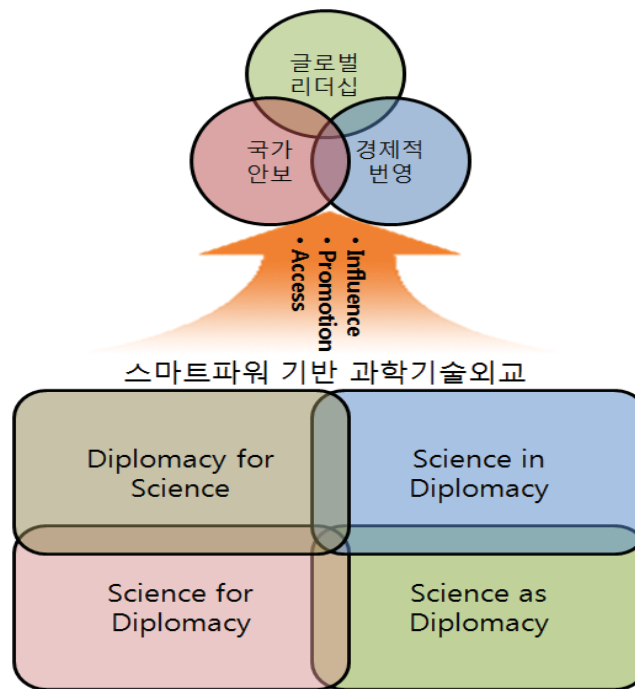 글로벌
리더십
국가
안보
경제적
번영
• Influence
• Promotion
• Access
스마트파워 기반 과학기술외교
Diplomacy for
Science
Science in
Diplomacy
Science for
Diplomacy
Science as
Diplomacy